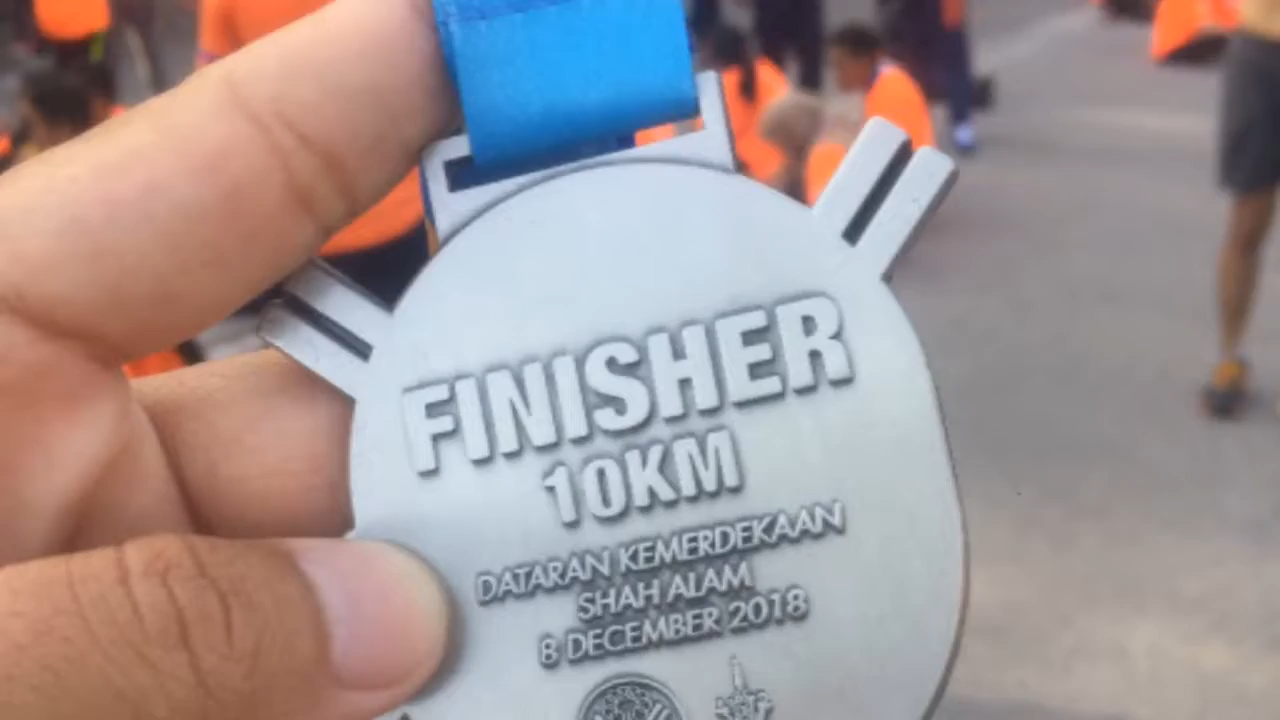 FINISHER
10KM
DATARAN KEMERDEKAAN
SHAH ALAM
8 DECEMBER 2018